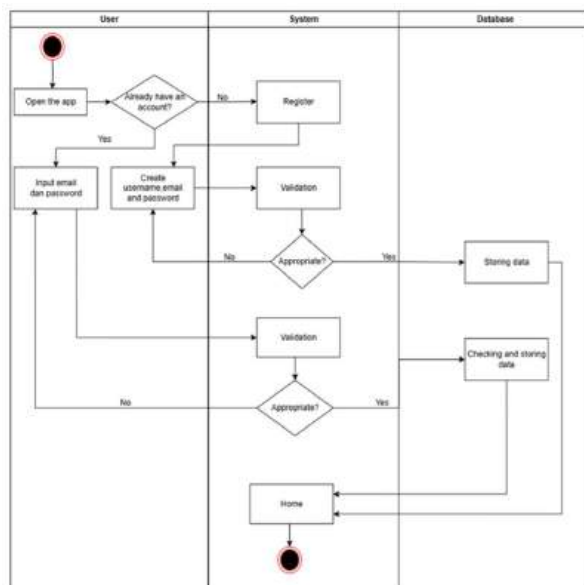 User
System
Database
Open the app
Already have an
account?
No
Register
Yes
Input email
dan password
Create
username,email
and password
Validation
No
Appropriate?
Yes
Storing data
Validation
Checking and storing
data
No
Appropriate?
Yes
Home